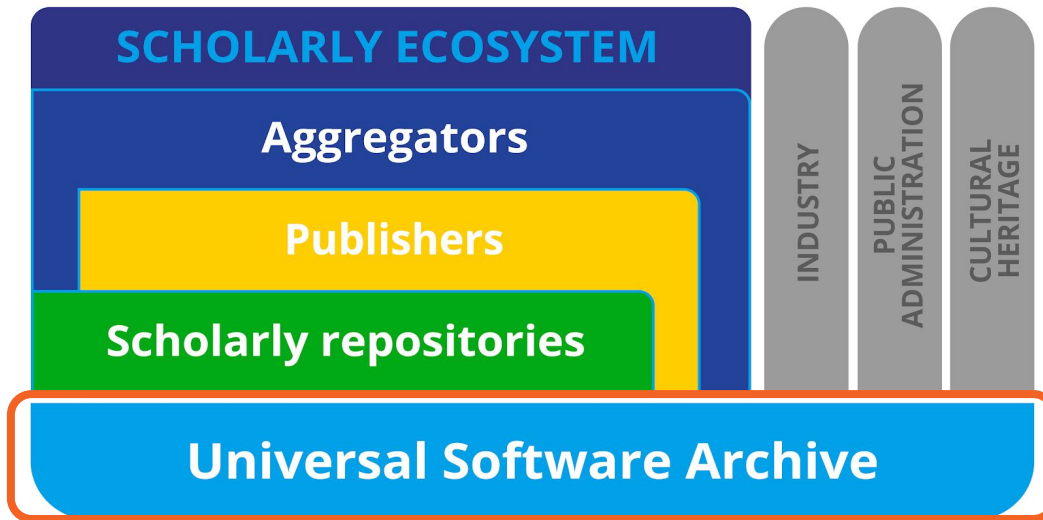 SCHOLARLY ECOSYSTEM
Aggregators
Publishers
Scholarly repositories
Universal Software Archive
INDUSTRY
PUBLIC
ADMINISTRATION
CULTURAL
HERITAGE